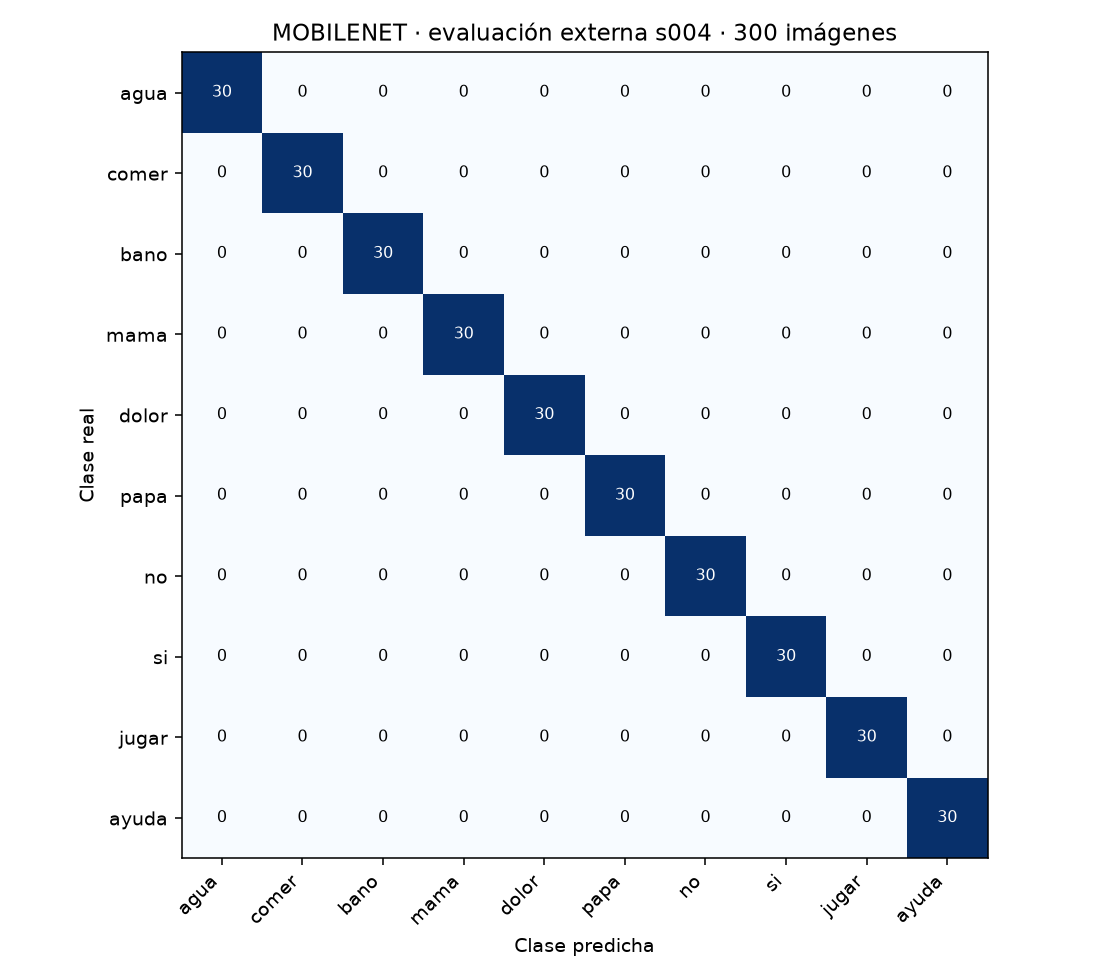 MOBILENET · evaluación externa s004 · 300 imágenes
agua 30 0 0 0 0 0 0 0 0 0
comer 0 30 0 0 0 0 0 0 0 0
bano 0 0 30 0 0 0 0 0 0 0
mama 0 0 0 30 0 0 0 0 0 0
dolor 0 0 0 0 30 0 0 0 0 0
papa 0 0 0 0 0 30 0 0 0 0
no 0 0 0 0 0 0 30 0 0 0
si 0 0 0 0 0 0 0 30 0 0
jugar 0 0 0 0 0 0 0 0 30 0
ayuda 0 0 0 0 0 0 0 0 0 30
Clase real
agua comer bano mama dolor papa no si jugar ayuda
Clase predicha